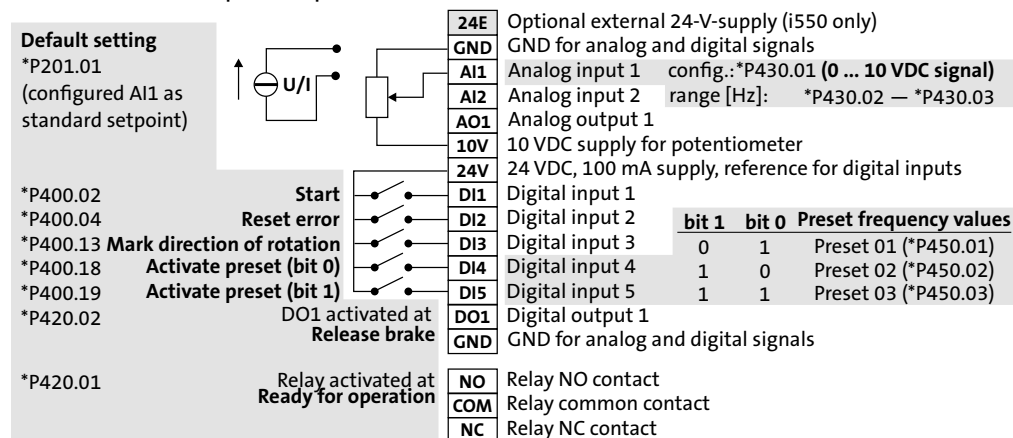 24E Optional external 24-V-supply (i550 only)
Default setting
GND GND for analog and digital signals
*P201.01
U/I
AI1 Analog input 1 config.:*P430.01 (0 ... 10 VDC signal)
(configured AI1 as
AI2 Analog input 2 range [Hz]: *P430.02 — *P430.03
standard setpoint)
AO1 Analog output 1
10V 10 VDC supply for potentiometer
24V 24 VDC, 100 mA supply, reference for digital inputs
*P400.02 Start DI1 Digital input 1
*P400.04 Reset error DI2 Digital input 2 bit 1 bit 0 Preset frequency values
*P400.13 Mark direction of rotation DI3 Digital input 3 0 1 Preset 01 (*P450.01)
*P400.18 Activate preset (bit 0) DI4 Digital input 4 1 0 Preset 02 (*P450.02)
*P400.19 Activate preset (bit 1) DI5 Digital input 5 1 1 Preset 03 (*P450.03)
*P420.02 DO1 activated at DO1 Digital output 1
Release brake GND GND for analog and digital signals
*P420.01 Relay activated at NO Relay NO contact
Ready for operation
COM Relay common contact
NC Relay NC contact